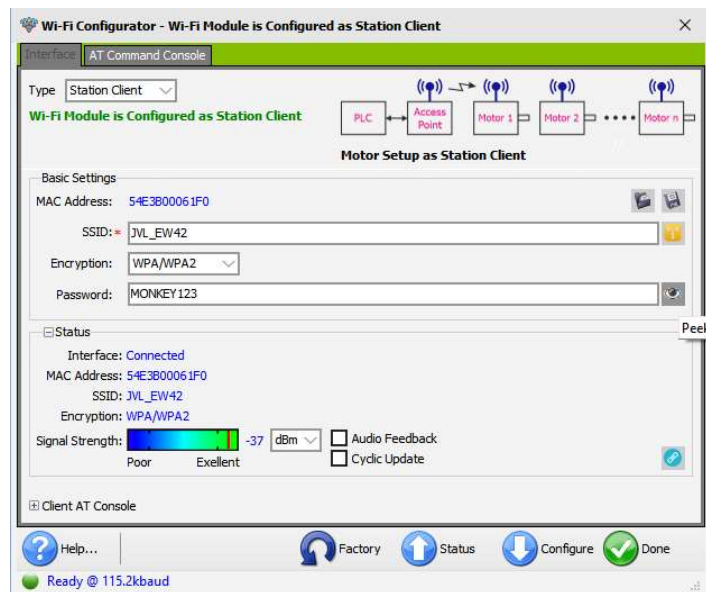 Wi-Fi Configurator - Wi-Fi Module is Configured as Station Client
Interface AT Command Console
Type Station Client
Wi-Fi Module is Configured as Station Client
PLC Access Point Motor 1 Motor 2 Motor n
Motor Setup as Station Client
Basic Settings
MAC Address: 54E3B00061F0
SSID:* JVL_EW42
Encryption: WPA/WPA2
Password: MONKEY123
Peek
Status
Interface: Connected
MAC Address: 54E3B00061F0
SSID: JVL_EW42
Encryption: WPA/WPA2
Signal Strength: -37 dBm Audio Feedback
Poor Exellent Cyclic Update
Client AT Console
Help... Factory Status Configure Done
Ready @ 115.2kbaud